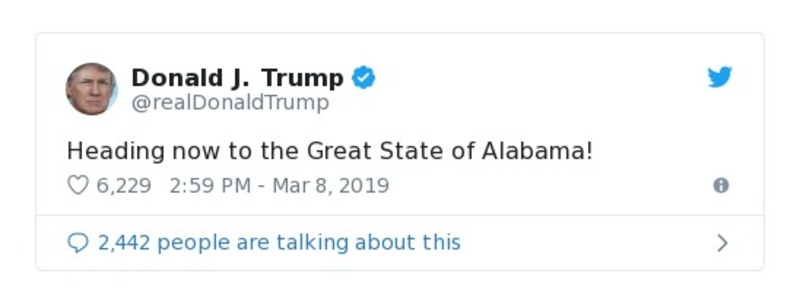 Donald J. Trump
@realDonaldTrump
Heading now to the Great State of Alabama!
6,229 2:59 PM - Mar 8, 2019
2,442 people are talking about this